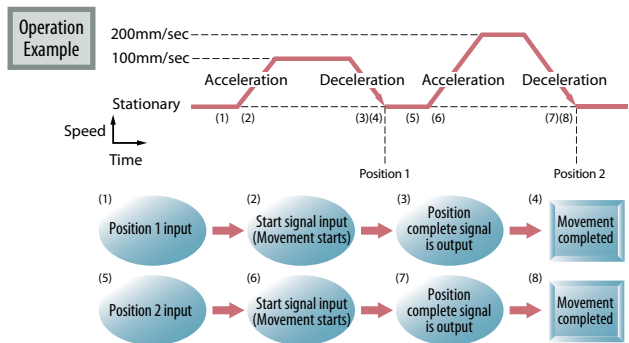 Operation
Example
200mm/sec
100mm/sec
Acceleration Deceleration Acceleration Deceleration
Stationary
(1) (2) (3)(4) (5) (6) (7)(8)
Speed
Time
Position 1 Position 2
(1) (2) (3) (4)
Position 1 input
Start signal input
(Movement starts)
Position
complete signal
is output
Movement
completed
(5) (6) (7) (8)
Position 2 input
Start signal input
(Movement starts)
Position
complete signal
is output
Movement
completed